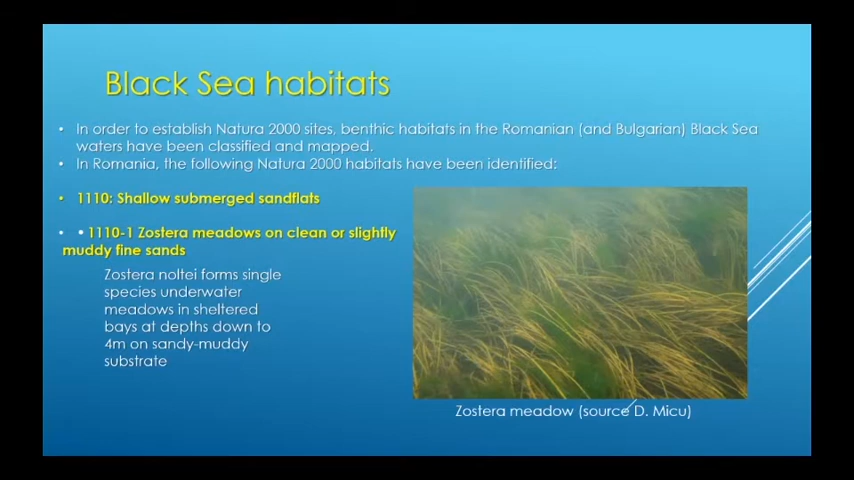 Black Sea habitats
• In order to establish Natura 2000 sites, benthic habitats in the Romanian (and Bulgarian) Black Sea
waters have been classified and mapped.
• In Romania, the following Natura 2000 habitats have been identified:
• 1110: Shallow submerged sandflats
• • 1110-1 Zostera meadows on clean or slightly
muddy fine sands
Zostera noltei forms single
species underwater
meadows in sheltered
bays at depths down to
4m on sandy-muddy
substrate
Zostera meadow (source D. Micu)